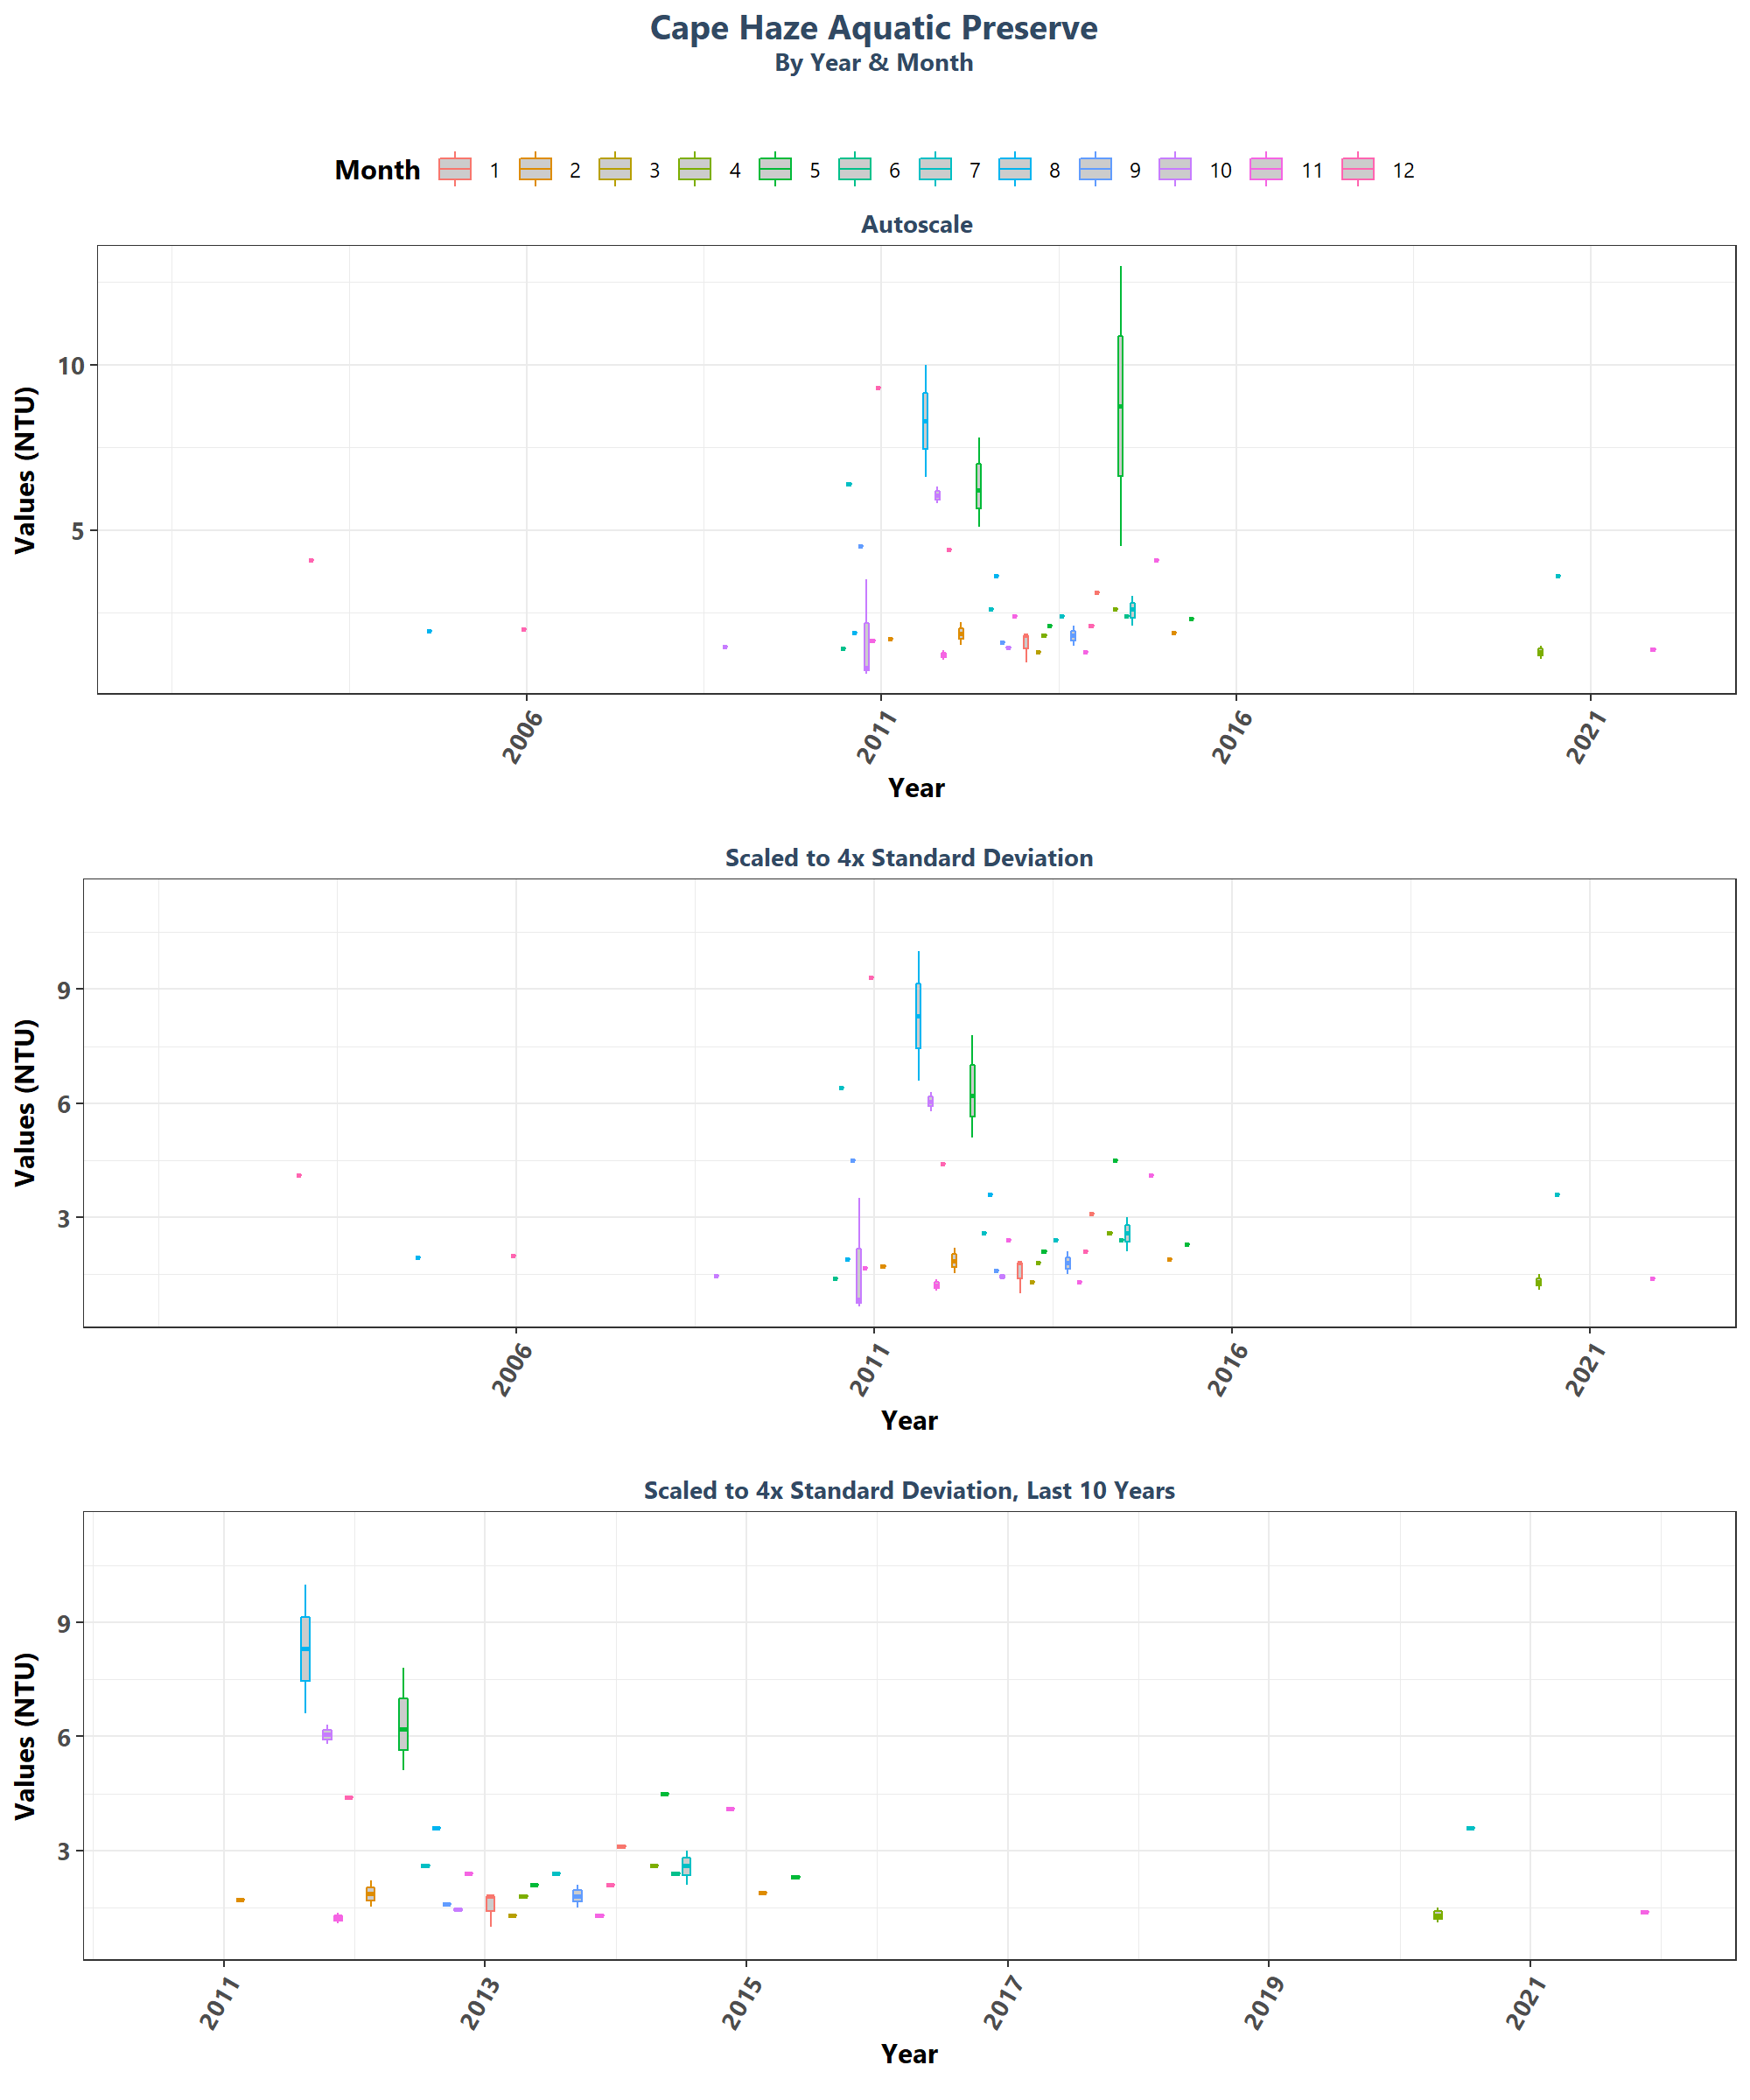 Cape Haze Aquatic Preserve
By Year & Month
Month 1 2 3 4 5 6 7 8 9 10 11 12
Autoscale
Values (NTU)
10
5
2006 2011 2016 2021
Year
Scaled to 4x Standard Deviation
Values (NTU)
9
6
3
2006 2011 2016 2021
Year
Scaled to 4x Standard Deviation, Last 10 Years
Values (NTU)
9
6
3
2011 2013 2015 2017 2019 2021
Year